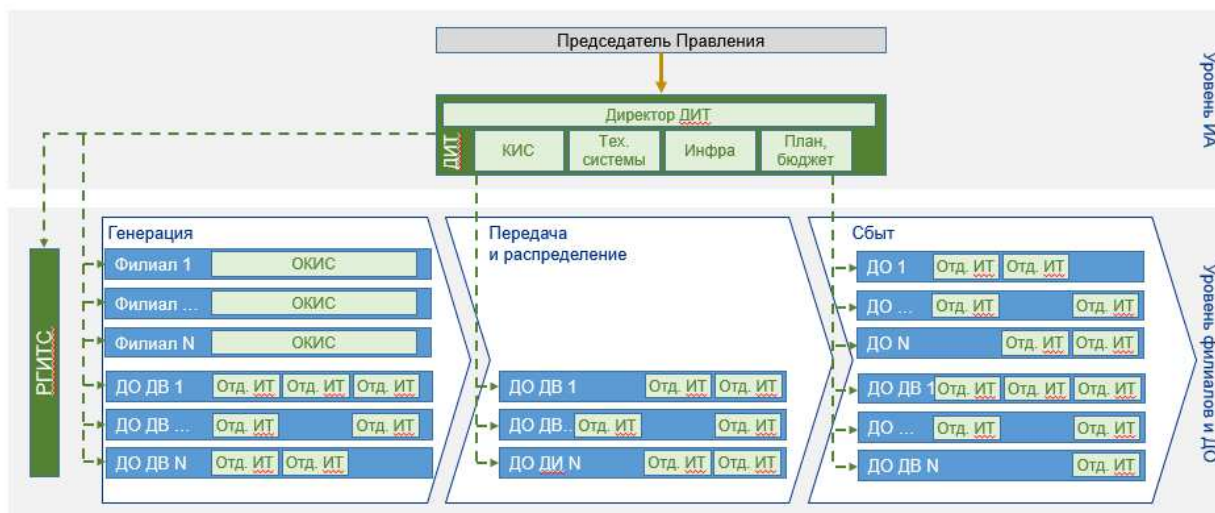 Председатель Правления
Уровень ИА
Директор ДИТ
ДИТ
КИС
Тех.
системы
Инфра
План,
бюджет
РГИТС
Генерация
Филиал 1
ОКИС
Филиал ...
ОКИС
Филиал N
ОКИС
ДО ДВ 1
Отд. ИТ
Отд. ИТ
Отд. ИТ
ДО ДВ ...
Отд. ИТ
Отд. ИТ
ДО ДВ N
Отд. ИТ
Отд. ИТ
Передача
и распределение
ДО ДВ 1
Отд. ИТ
Отд. ИТ
ДО ДВ..
Отд. ИТ
Отд. ИТ
ДО ДИ N
Отд. ИТ
Отд. ИТ
Сбыт
ДО 1
Отд. ИТ
Отд. ИТ
ДО ...
Отд. ИТ
Отд. ИТ
ДО N
Отд. ИТ
Отд. ИТ
ДО ДВ 1
Отд. ИТ
Отд. ИТ
Отд. ИТ
ДО ...
Отд. ИТ
Отд. ИТ
ДО ДВ N
Отд. ИТ
Уровень филиалов и ДО